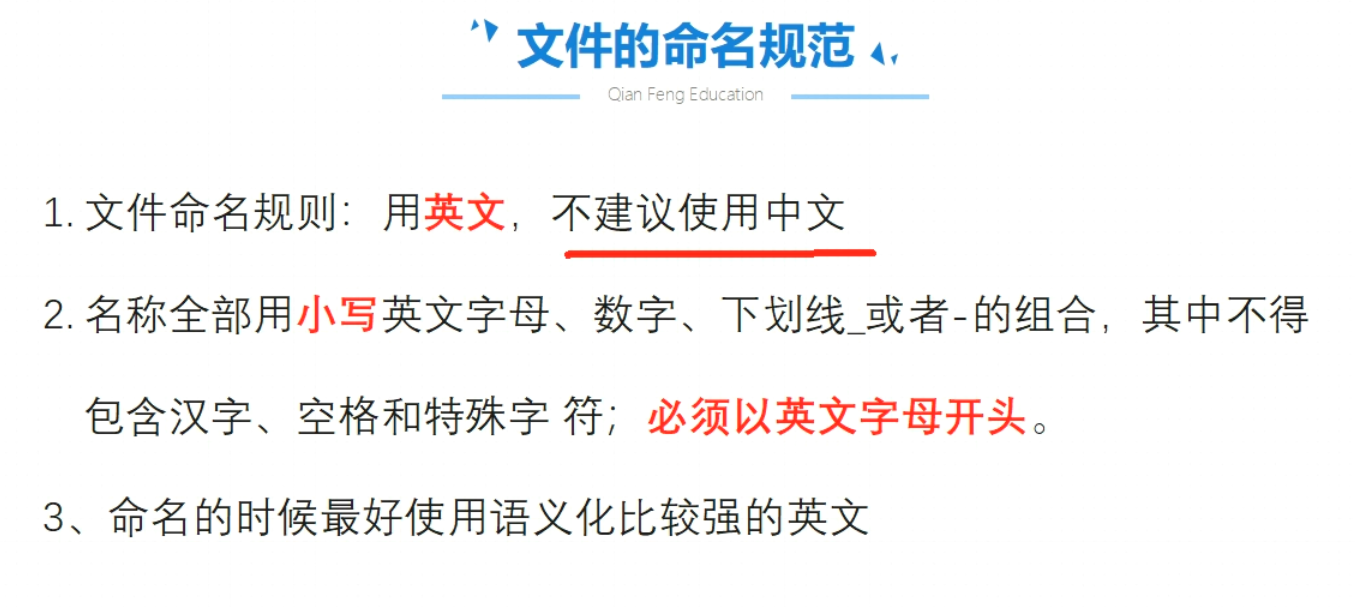 文件的命名规范
Qian Feng Education
1. 文件命名规则：用英文，不建议使用中文
2. 名称全部用小写英文字母、数字、下划线_或者-的组合，其中不得
包含汉字、空格和特殊字 符；必须以英文字母开头。
3、命名的时候最好使用语义化比较强的英文